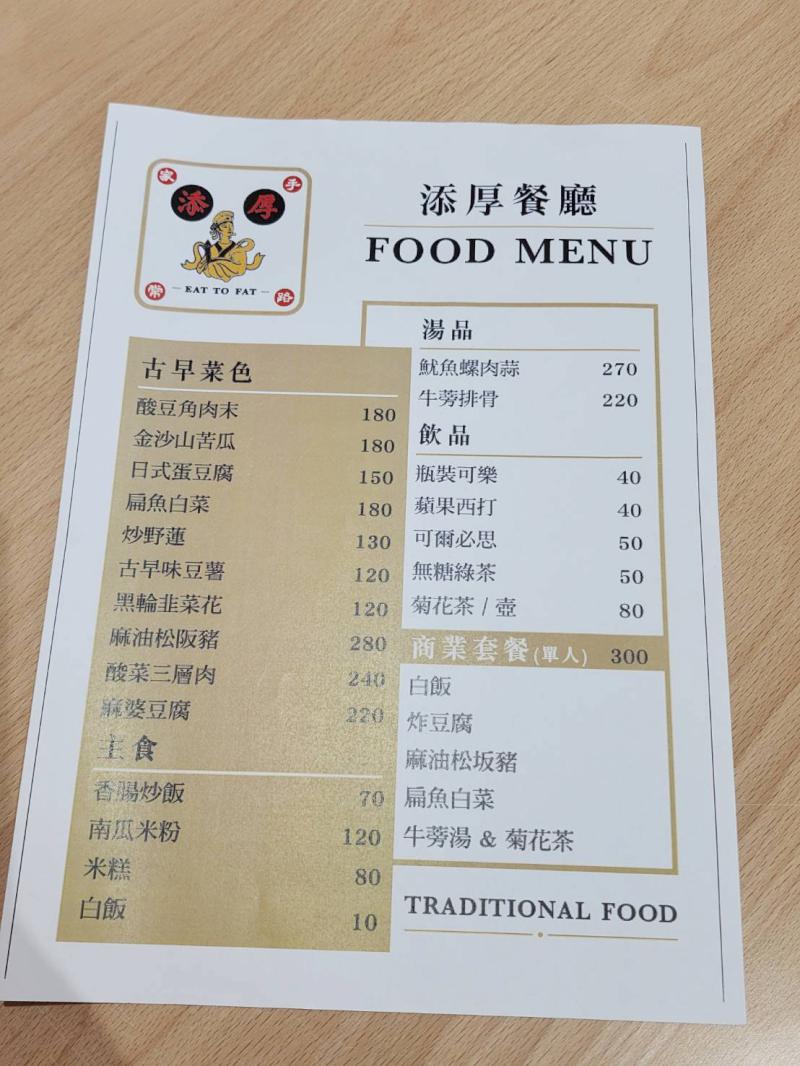 家 手
添 厚
EAT TO FAT
常 路
添厚餐廳
FOOD MENU
古早菜色
酸豆角肉末 180
金沙山苦瓜 180
日式蛋豆腐 150
扁魚白菜 180
炒野蓮 130
古早味豆薯 120
黑輪韭菜花 120
麻油松阪豬 280
酸菜三層肉 240
麻婆豆腐 220
主食
香腸炒飯 70
南瓜米粉 120
米糕 80
白飯 10
湯品
魷魚螺肉蒜 270
牛蒡排骨 220
飲品
瓶裝可樂 40
蘋果西打 40
可爾必思 50
無糖綠茶 50
菊花茶 / 壺 80
商業套餐(單人) 300
白飯
炸豆腐
麻油松坂豬
扁魚白菜
牛蒡湯 & 菊花茶
TRADITIONAL FOOD